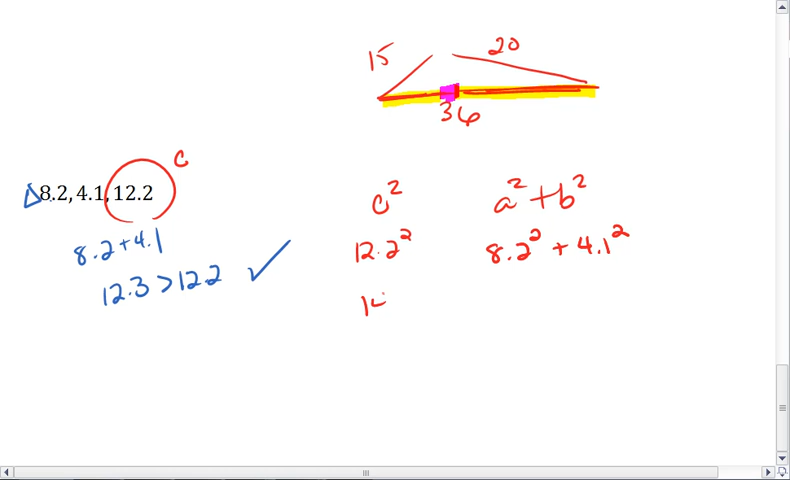 15
20
36
c
△8.2, 4.1, 12.2
c² a² + b²
8.2 + 4.1
12.2² 8.2² + 4.1²
12.3 > 12.2 ✓
14